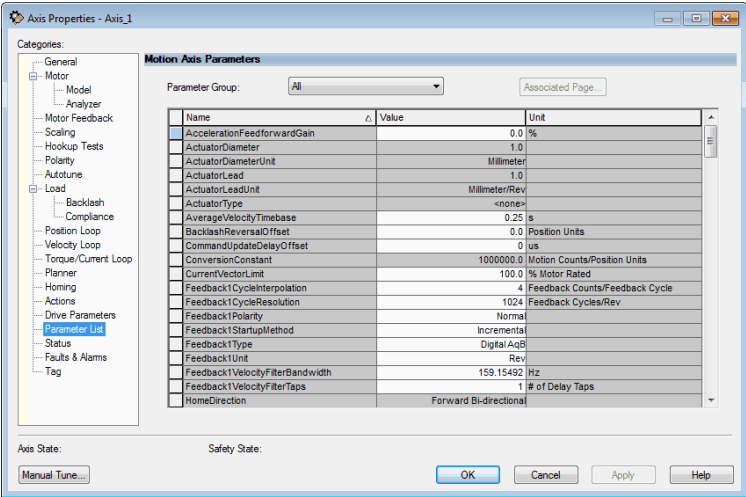 Axis Properties - Axis_1
Categories:
General
Motor
Model
Analyzer
Motor Feedback
Scaling
Hookup Tests
Polarity
Autotune
Load
Backlash
Compliance
Position Loop
Velocity Loop
Torque/Current Loop
Planner
Homing
Actions
Drive Parameters
Parameter List
Status
Faults & Alarms
Tag
Motion Axis Parameters
Parameter Group: All Associated Page...
Name Value Unit
AccelerationFeedforwardGain 0.0 %
ActuatorDiameter 1.0
ActuatorDiameterUnit Millimeter
ActuatorLead 1.0
ActuatorLeadUnit Millimeter/Rev
ActuatorType <none>
AverageVelocityTimebase 0.25 s
BacklashReversalOffset 0.0 Position Units
CommandUpdateDelayOffset 0 us
ConversionConstant 1000000.0 Motion Counts/Position Units
CurrentVectorLimit 100.0 % Motor Rated
Feedback1CycleInterpolation 4 Feedback Counts/Feedback Cycle
Feedback1CycleResolution 1024 Feedback Cycles/Rev
Feedback1Polarity Normal
Feedback1StartupMethod Incremental
Feedback1Type Digital AqB
Feedback1Unit Rev
Feedback1VelocityFilterBandwidth 159.15492 Hz
Feedback1VelocityFilterTaps 1 # of Delay Taps
HomeDirection Forward Bi-directional
Axis State: Safety State:
Manual Tune... OK Cancel Apply Help